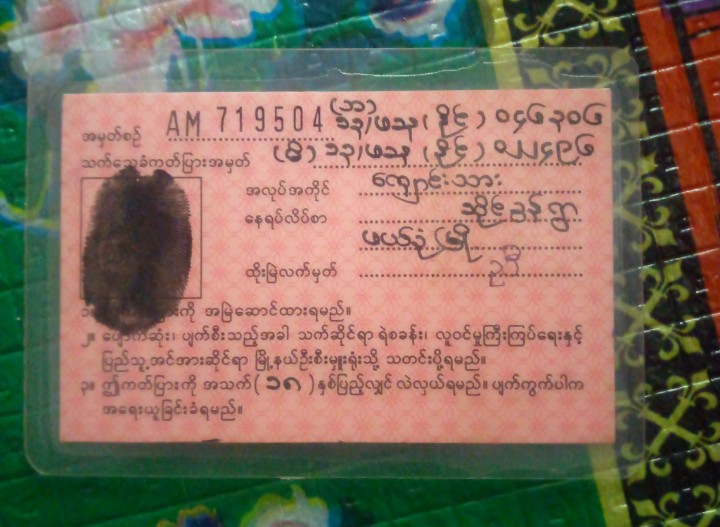 အမှတ်စဉ် AM 719504 (ဘ) ၁၃/ဖသန (နိုင်) ၀၄၆၃၀၆
သက်သေခံကတ်ပြားအမှတ် (မိ) ၁၃/ဖသန (နိုင်) ၀၂၂၄၉၆
အလုပ်အကိုင် ကျောင်းသား
နေရပ်လိပ်စာ ဆိုင်ခွန် ရွာ
ဖယ်ခုံ မြို့
ထိုးမြဲလက်မှတ်
ကို အမြဲဆောင်ထားရမည်။
၂။ ပျောက်ဆုံး၊ ပျက်စီးသည့်အခါ သက်ဆိုင်ရာ ရဲစခန်း၊ လူဝင်မှုကြီးကြပ်ရေးနှင့်
ပြည်သူ့အင်အားဆိုင်ရာ မြို့နယ်ဦးစီးမှူးရုံးသို့ သတင်းပို့ရမည်။
၃။ ဤကတ်ပြားကို အသက် (၁၈) နှစ်ပြည့်လျှင် လဲလှယ်ရမည်။ ပျက်ကွက်ပါက
အရေးယူခြင်းခံရမည်။